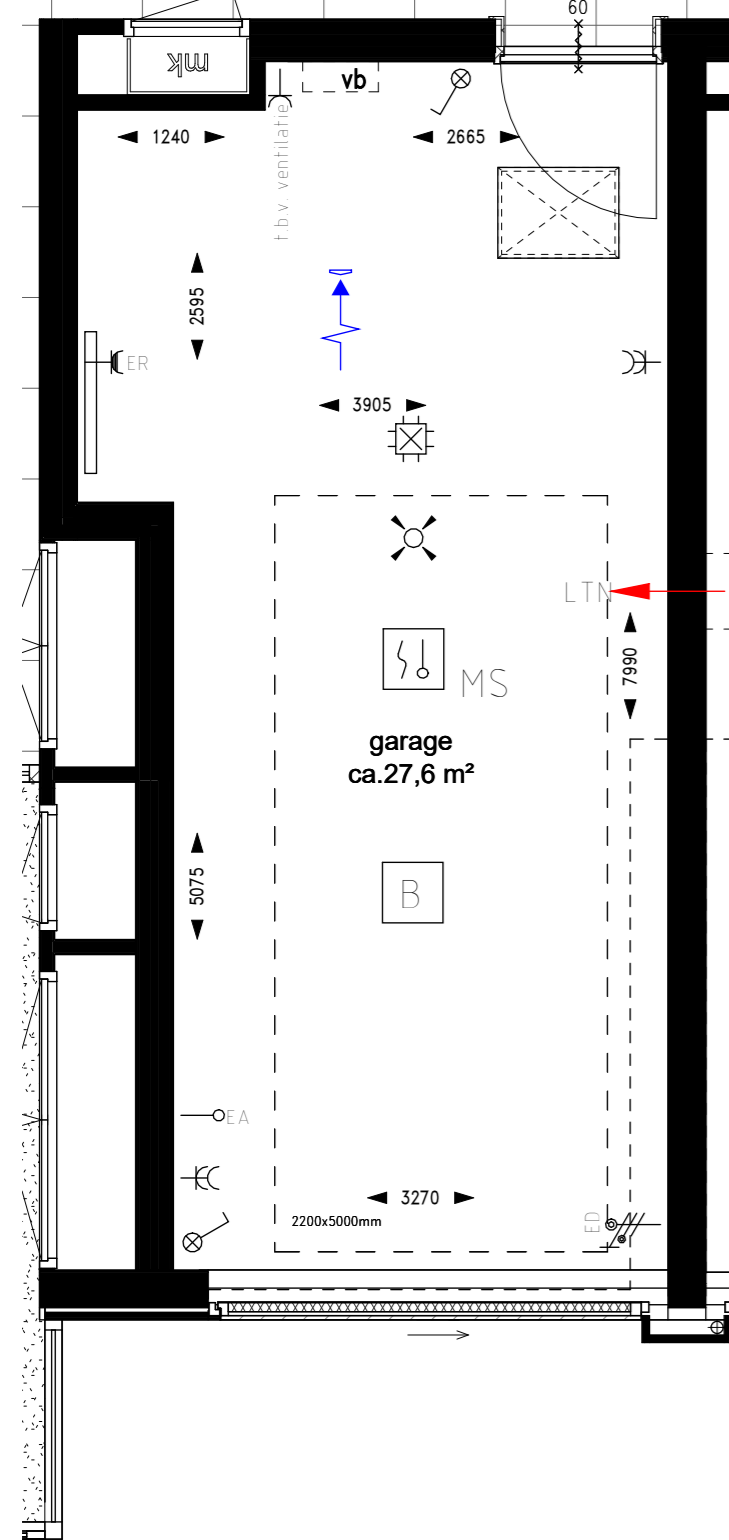 60
mk
vb
t.b.v. ventilatie
1240
2665
2595
ER
3905
LTN
7990
MS
garage
ca.27,6 m²
5075
B
EA
3270
2200x5000mm
ED